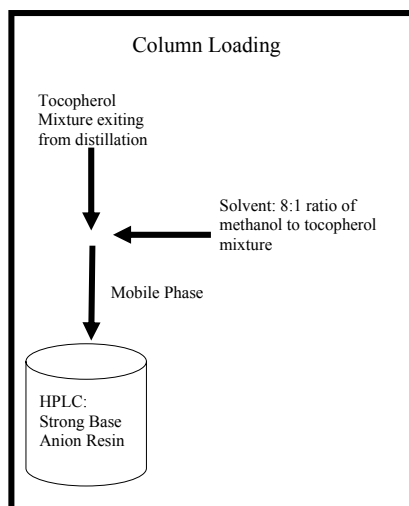 Column Loading
Tocopherol
Mixture exiting
from distillation
Solvent: 8:1 ratio of
methanol to tocopherol
mixture
Mobile Phase
HPLC:
Strong Base
Anion Resin